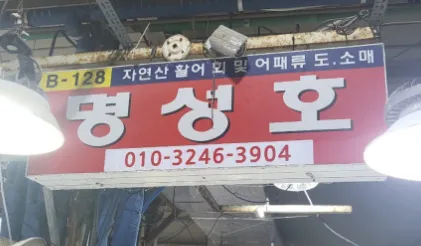 B-128 자연산 활어 회 및 어패류 도.소매
명성호
010-3246-3904